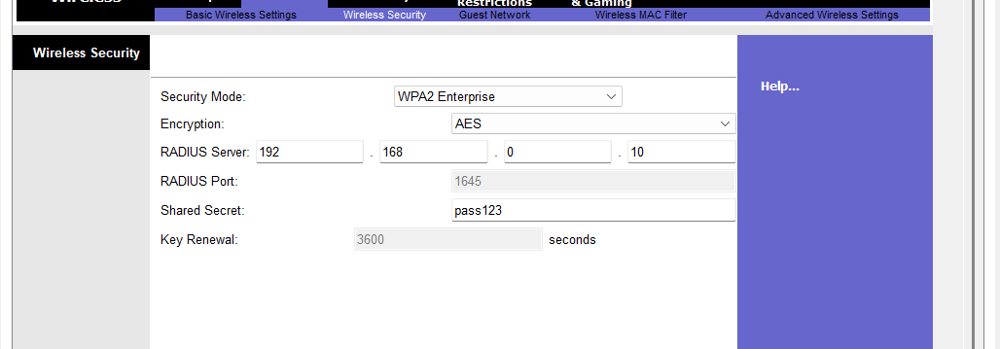 Wireless
Restrictions & Gaming
Basic Wireless Settings Wireless Security Guest Network Wireless MAC Filter Advanced Wireless Settings
Wireless Security
Help...
Security Mode: WPA2 Enterprise
Encryption: AES
RADIUS Server: 192 . 168 . 0 . 10
RADIUS Port: 1645
Shared Secret: pass123
Key Renewal: 3600 seconds